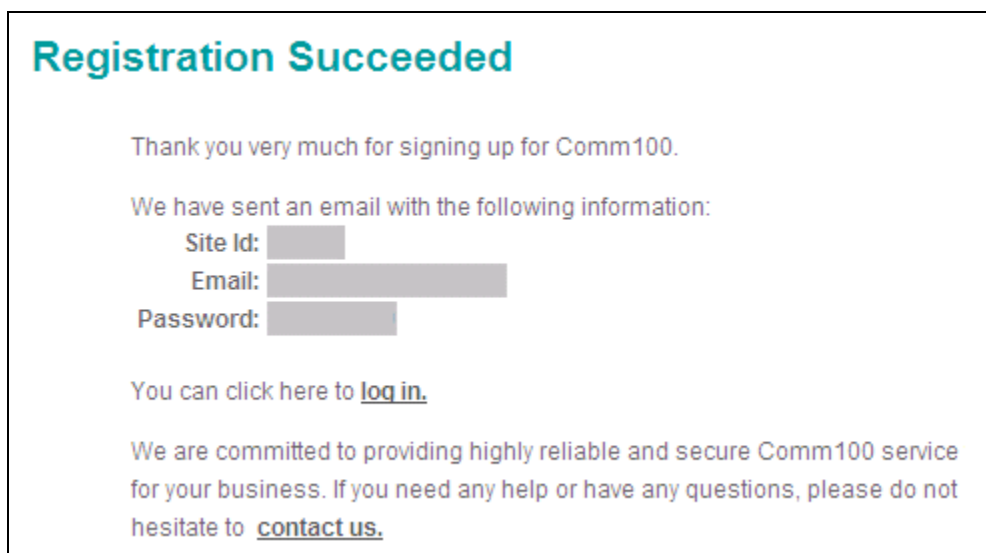 Registration Succeeded
Thank you very much for signing up for Comm100.
We have sent an email with the following information:
Site Id:
Email:
Password:
You can click here to log in.
We are committed to providing highly reliable and secure Comm100 service
for your business. If you need any help or have any questions, please do not
hesitate to contact us.